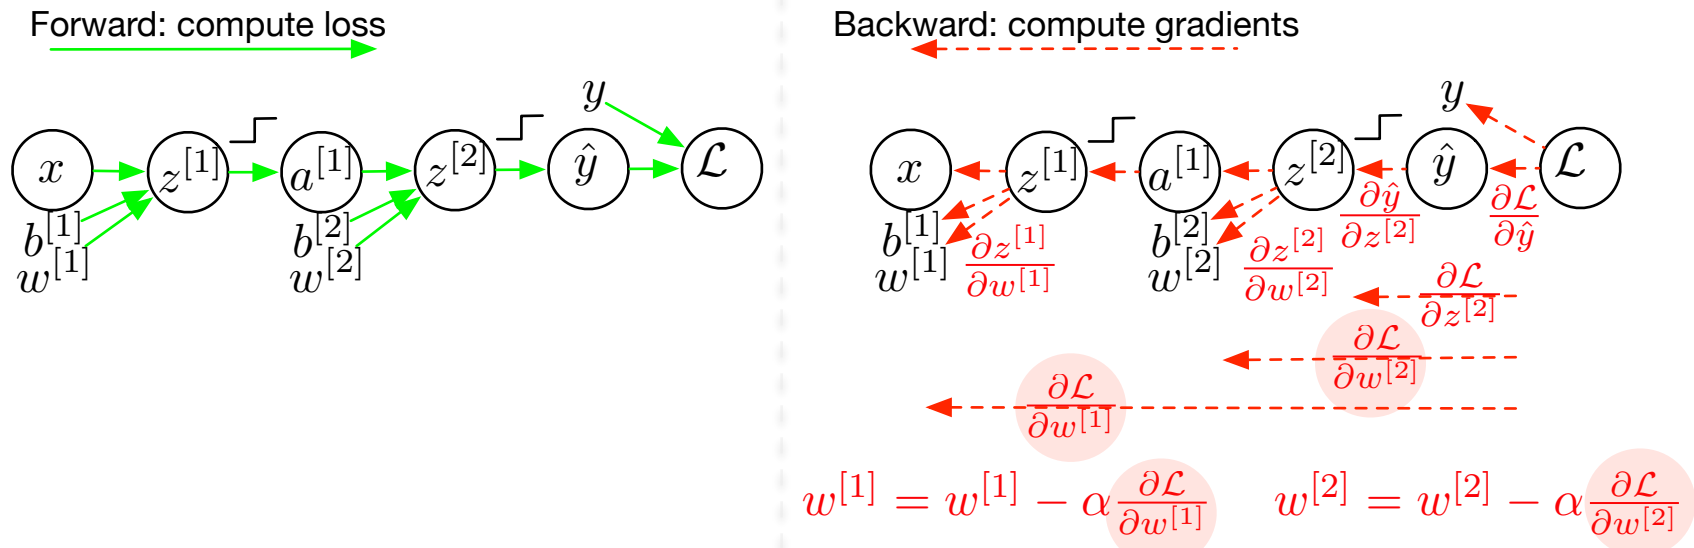 Forward: compute loss
y
x z^{[1]} a^{[1]} z^{[2]} ŷ ℒ
b^{[1]} b^{[2]}
w^{[1]} w^{[2]}
Backward: compute gradients
y
x z^{[1]} a^{[1]} z^{[2]} ŷ ℒ
∂ŷ/∂z^{[2]} ∂ℒ/∂ŷ
b^{[1]} b^{[2]}
w^{[1]} ∂z^{[1]}/∂w^{[1]} w^{[2]} ∂z^{[2]}/∂w^{[2]}
∂ℒ/∂z^{[2]}
∂ℒ/∂w^{[2]}
∂ℒ/∂w^{[1]}
w^{[1]} = w^{[1]} − α ∂ℒ/∂w^{[1]} w^{[2]} = w^{[2]} − α ∂ℒ/∂w^{[2]}